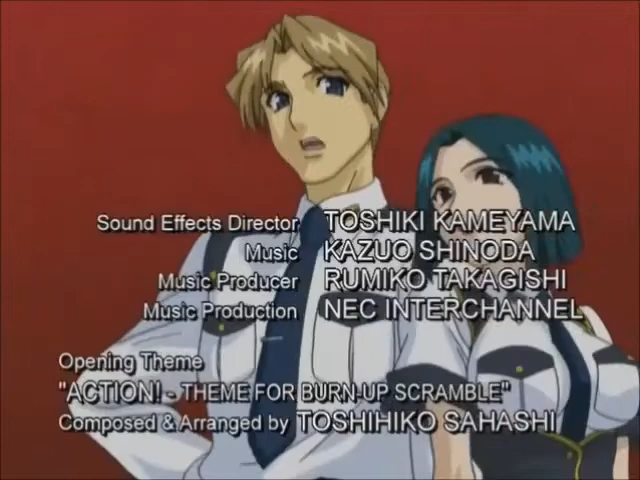 Sound Effects Director TOSHIKI KAMEYAMA
Music KAZUO SHINODA
Music Producer RUMIKO TAKAGISHI
Music Production NEC INTERCHANNEL
Opening Theme
"ACTION! - THEME FOR BURN-UP SCRAMBLE"
Composed & Arranged by TOSHIHIKO SAHASHI